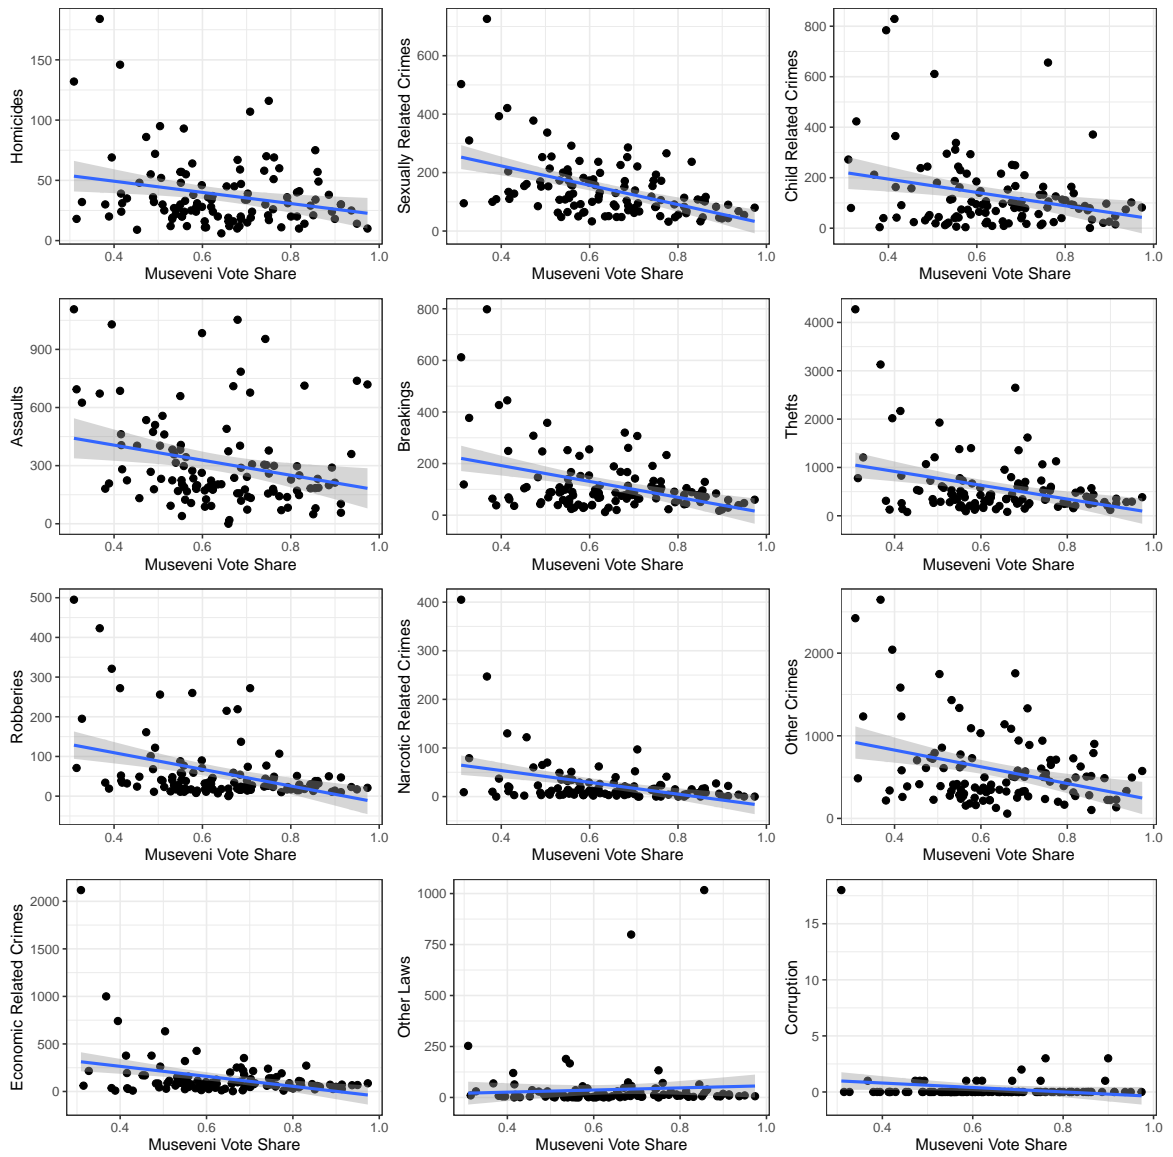 Homicides
0
50
100
150
0.4 0.6 0.8 1.0
Museveni Vote Share
Sexually Related Crimes
0
200
400
600
0.4 0.6 0.8 1.0
Museveni Vote Share
Child Related Crimes
0
200
400
600
800
0.4 0.6 0.8 1.0
Museveni Vote Share
Assaults
0
300
600
900
0.4 0.6 0.8 1.0
Museveni Vote Share
Breakings
0
200
400
600
800
0.4 0.6 0.8 1.0
Museveni Vote Share
Thefts
0
1000
2000
3000
4000
0.4 0.6 0.8 1.0
Museveni Vote Share
Robberies
0
100
200
300
400
500
0.4 0.6 0.8 1.0
Museveni Vote Share
Narcotic Related Crimes
0
100
200
300
400
0.4 0.6 0.8 1.0
Museveni Vote Share
Other Crimes
0
1000
2000
0.4 0.6 0.8 1.0
Museveni Vote Share
Economic Related Crimes
0
500
1000
1500
2000
0.4 0.6 0.8 1.0
Museveni Vote Share
Other Laws
0
250
500
750
1000
0.4 0.6 0.8 1.0
Museveni Vote Share
Corruption
0
5
10
15
0.4 0.6 0.8 1.0
Museveni Vote Share